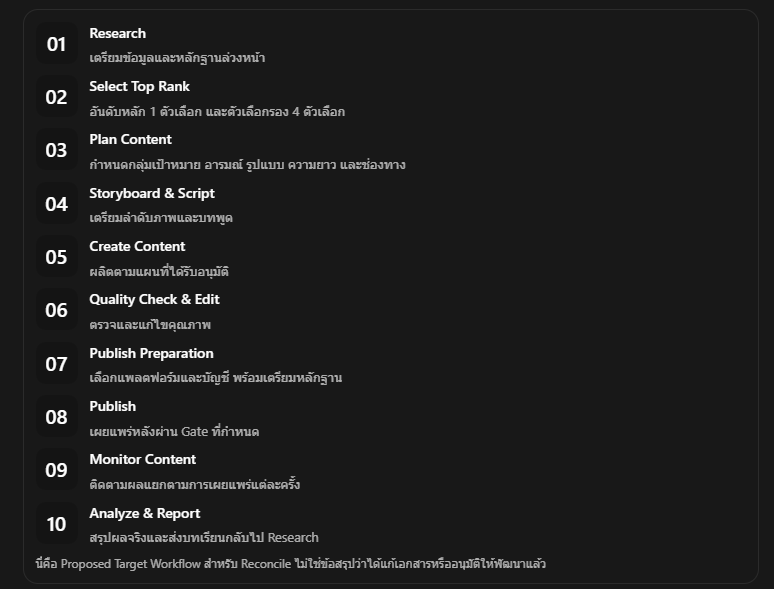 01
Research
เตรียมข้อมูลและหลักฐานล่วงหน้า
02
Select Top Rank
อันดับหลัก 1 ตัวเลือก และตัวเลือกรอง 4 ตัวเลือก
03
Plan Content
กำหนดกลุ่มเป้าหมาย อารมณ์ รูปแบบ ความยาว และช่องทาง
04
Storyboard & Script
เตรียมลำดับภาพและบทพูด
05
Create Content
ผลิตตามแผนที่ได้รับอนุมัติ
06
Quality Check & Edit
ตรวจและแก้ไขคุณภาพ
07
Publish Preparation
เลือกแพลตฟอร์มและบัญชี พร้อมเตรียมหลักฐาน
08
Publish
เผยแพร่หลังผ่าน Gate ที่กำหนด
09
Monitor Content
ติดตามผลแยกตามการเผยแพร่แต่ละครั้ง
10
Analyze & Report
สรุปผลจริงและส่งบทเรียนกลับไป Research
นี่คือ Proposed Target Workflow สำหรับ Reconcile ไม่ใช่ข้อสรุปว่าได้แก้เอกสารหรืออนุมัติให้พัฒนาแล้ว